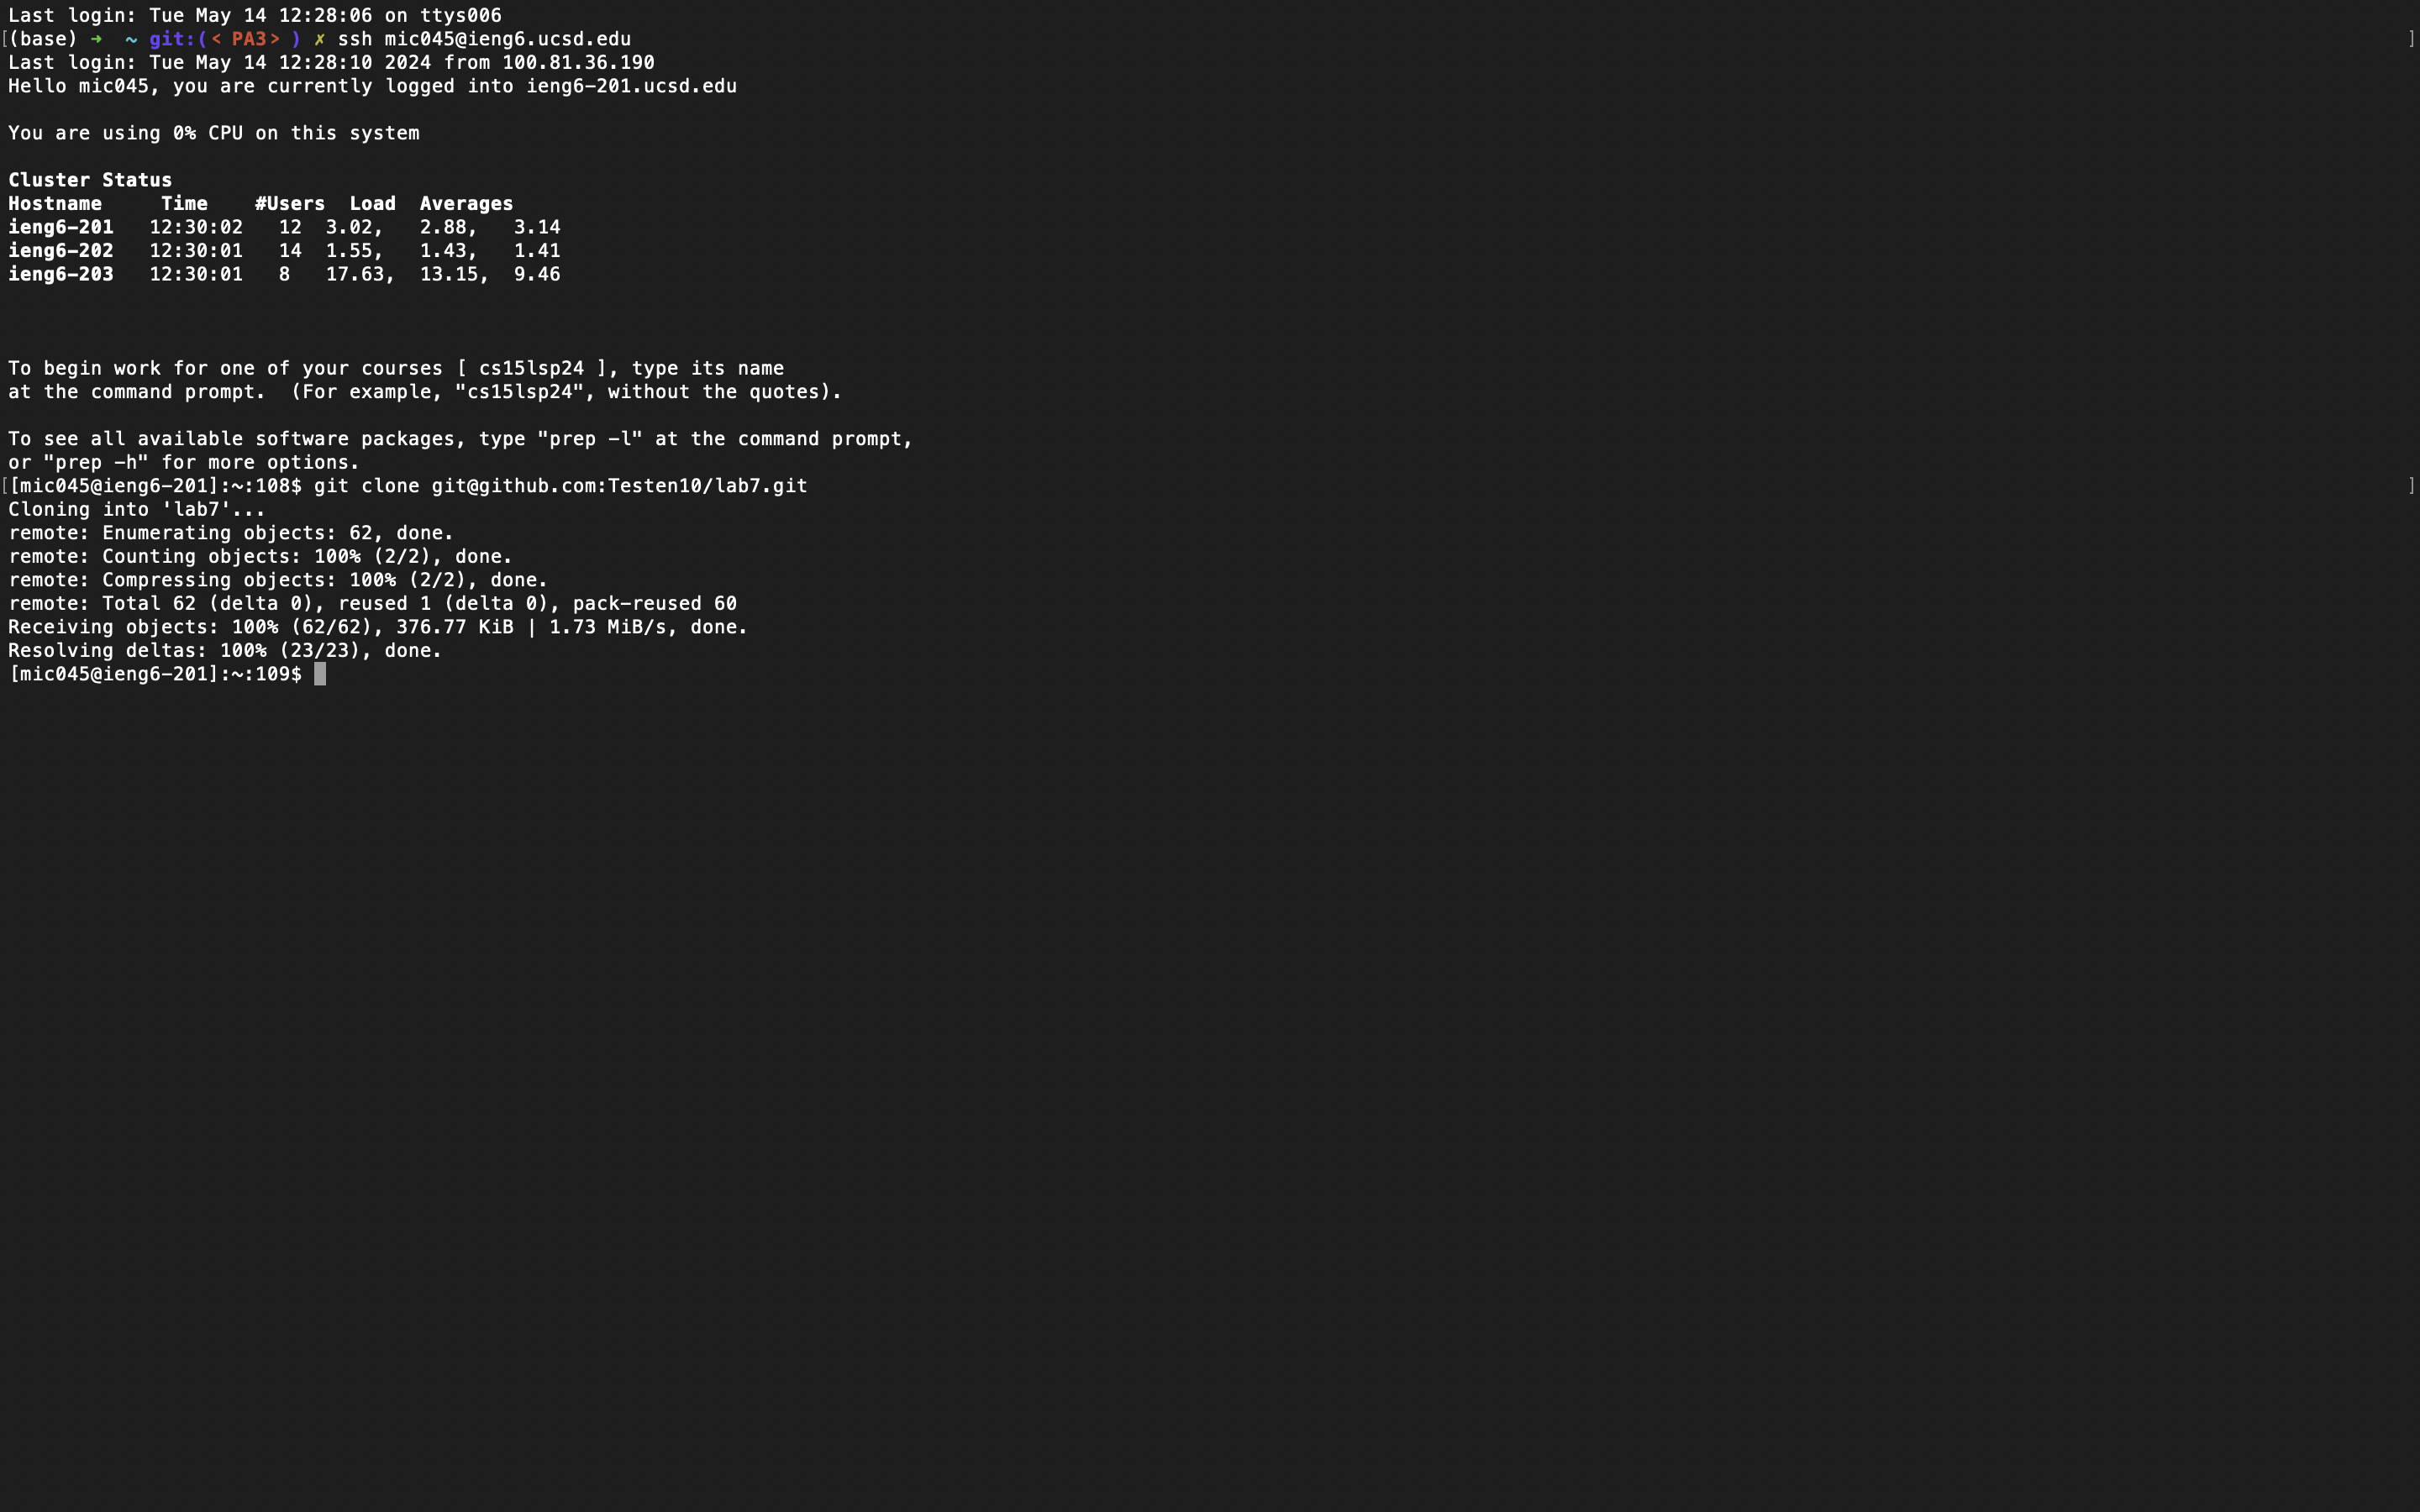 Last login: Tue May 14 12:28:06 on ttys006
[(base) ➜  ~ git:(< PA3> ) ✗ ssh mic045@ieng6.ucsd.edu ]
Last login: Tue May 14 12:28:10 2024 from 100.81.36.190
Hello mic045, you are currently logged into ieng6-201.ucsd.edu
You are using 0% CPU on this system
Cluster Status
Hostname     Time    #Users  Load  Averages
ieng6-201   12:30:02   12  3.02,   2.88,   3.14
ieng6-202   12:30:01   14  1.55,   1.43,   1.41
ieng6-203   12:30:01   8   17.63,  13.15,  9.46
To begin work for one of your courses [ cs15lsp24 ], type its name
at the command prompt.  (For example, "cs15lsp24", without the quotes).
To see all available software packages, type "prep -l" at the command prompt,
or "prep -h" for more options.
[[mic045@ieng6-201]:~:108$ git clone git@github.com:Testen10/lab7.git ]
Cloning into 'lab7'...
remote: Enumerating objects: 62, done.
remote: Counting objects: 100% (2/2), done.
remote: Compressing objects: 100% (2/2), done.
remote: Total 62 (delta 0), reused 1 (delta 0), pack-reused 60
Receiving objects: 100% (62/62), 376.77 KiB | 1.73 MiB/s, done.
Resolving deltas: 100% (23/23), done.
[mic045@ieng6-201]:~:109$